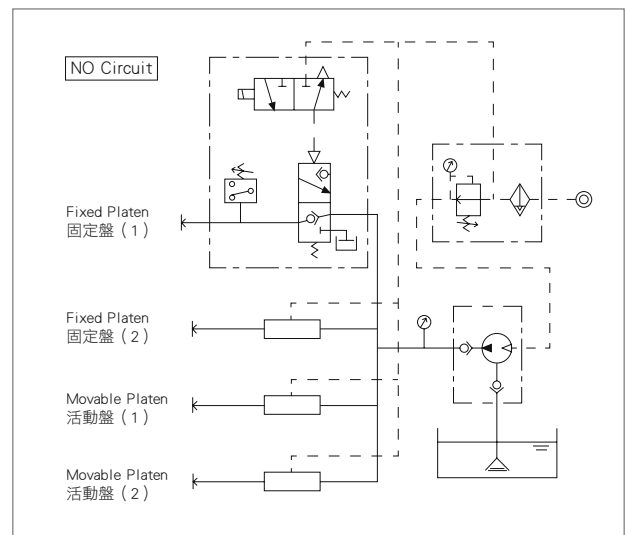 NO Circuit
Fixed Platen
固定盤（1）
Fixed Platen
固定盤（2）
Movable Platen
活動盤（1）
Movable Platen
活動盤（2）